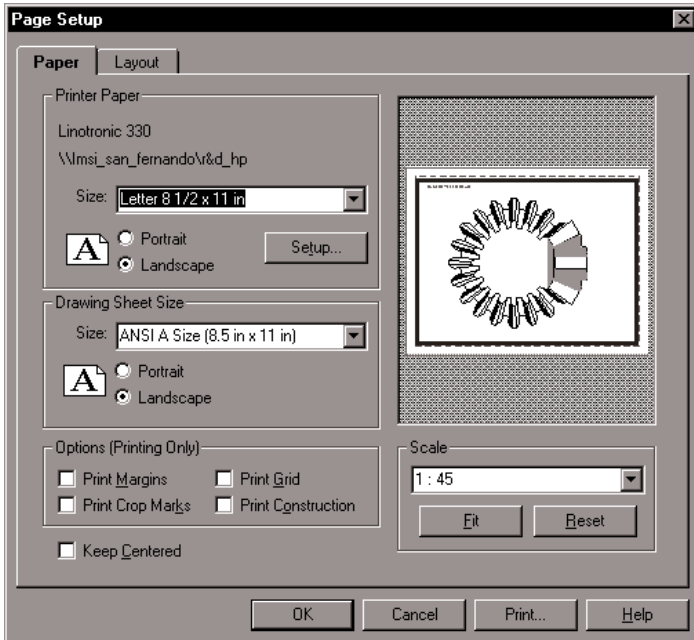 Page Setup
Paper
Layout
Printer Paper
Linotronic 330
\\Imsi_san_fernando\r&d_hp
Size: Letter 8 1/2 x 11 in
A
Portrait
Landscape
Setup...
Drawing Sheet Size
Size: ANSI A Size (8.5 in x 11 in)
A
Portrait
Landscape
Options (Printing Only)
Print Margins
Print Grid
Print Crop Marks
Print Construction
Keep Centered
Scale
1 : 45
Fit
Reset
OK
Cancel
Print...
Help